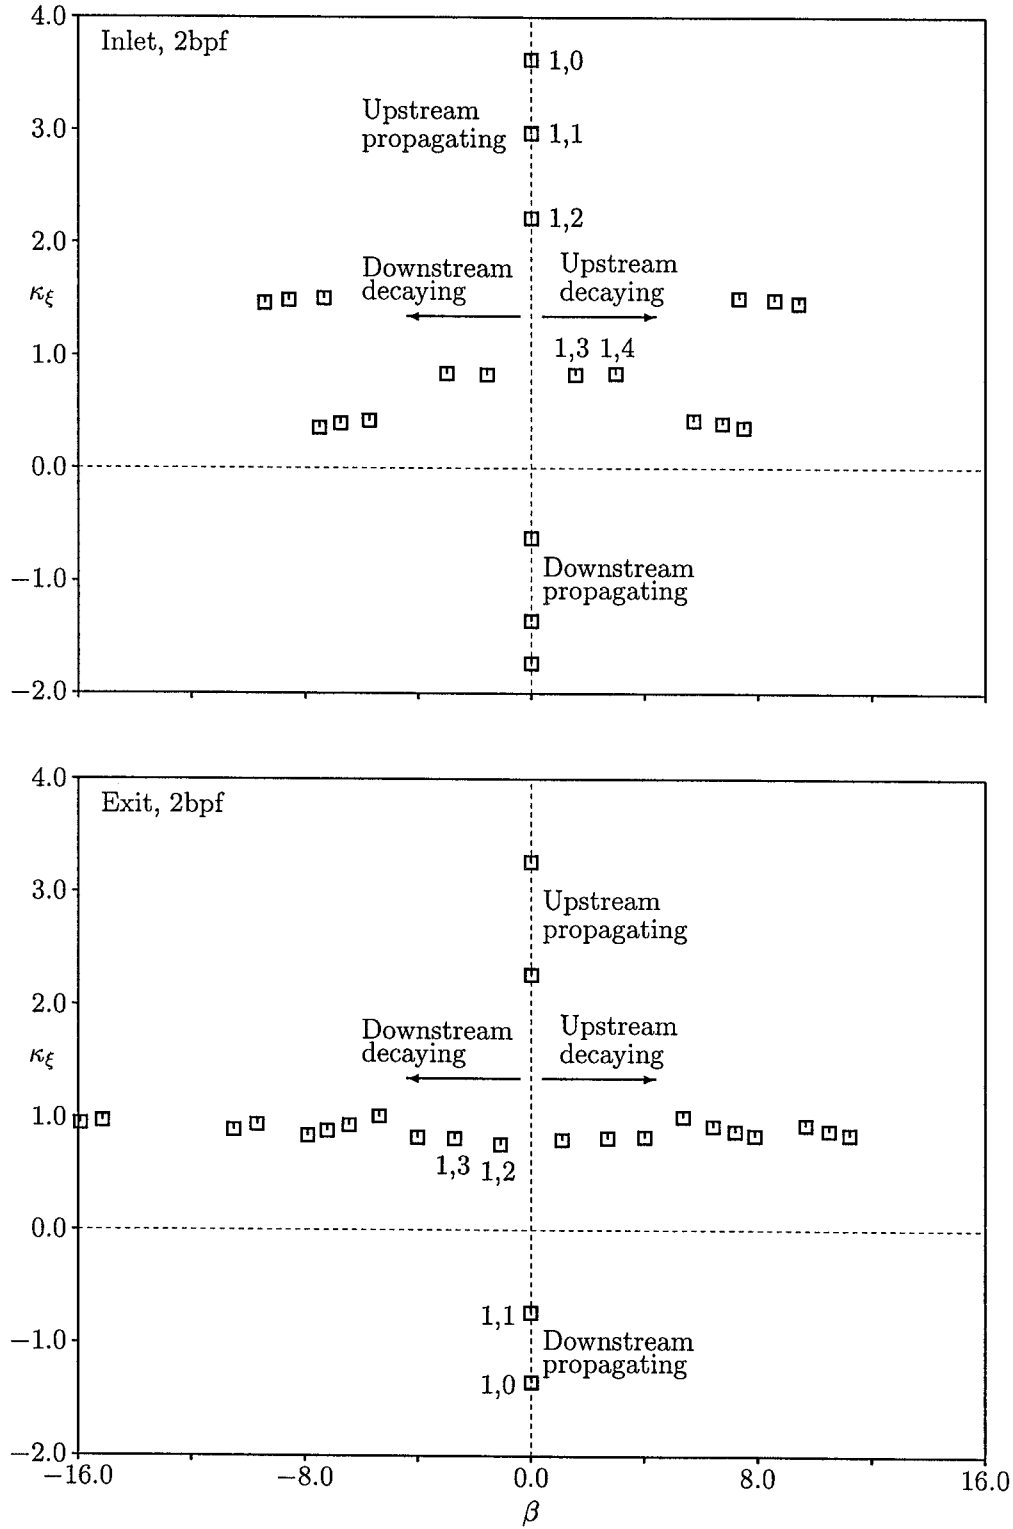 4.0
Inlet, 2bpf
1,0
Upstream
propagating
3.0
1,1
1,2
2.0
Downstream
decaying
Upstream
decaying
κξ
1.0
1,3 1,4
0.0
−1.0
Downstream
propagating
−2.0
4.0
Exit, 2bpf
3.0
Upstream
propagating
2.0
Downstream
decaying
Upstream
decaying
κξ
1.0
1,3 1,2
0.0
1,1
−1.0
Downstream
propagating
1,0
−2.0
−16.0 −8.0 0.0 8.0 16.0
β